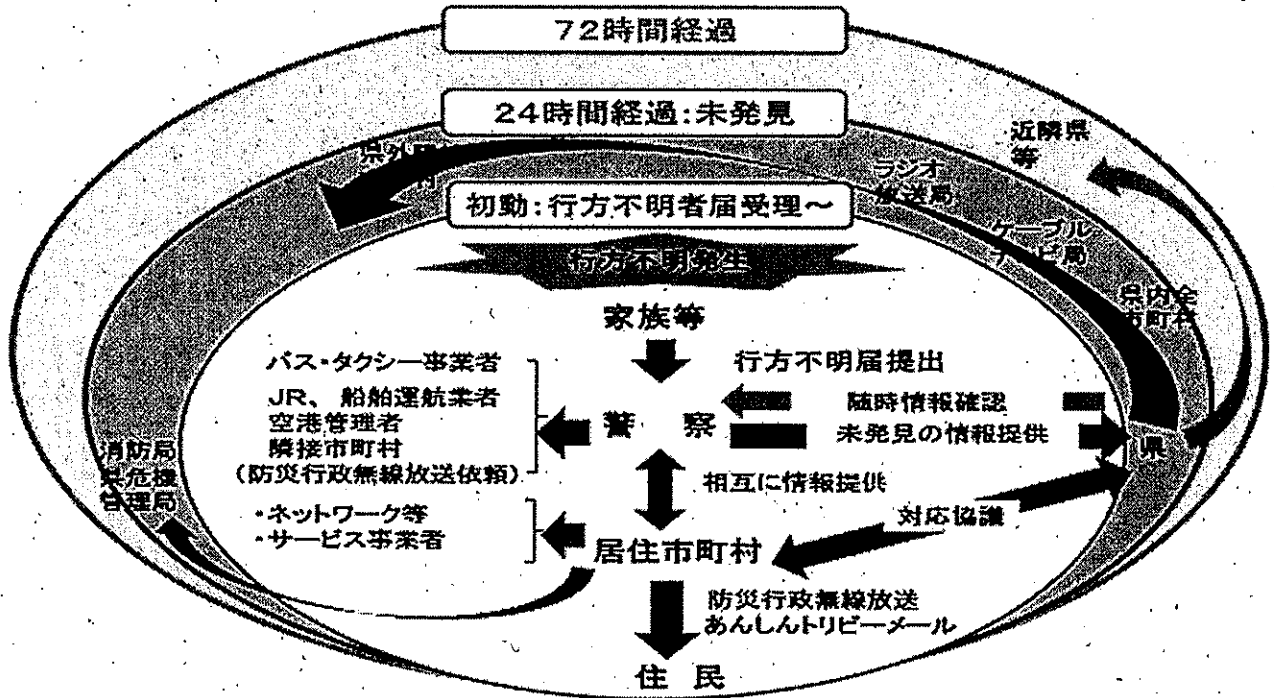 72時間経過
24時間経過:未発見
近隣県
等
県外
ラジオ
放送局
初動:行方不明者届受理～
ケーブル
行方不明発生
県内全
市町村
家族等
バス・タクシー事業者
行方不明届提出
JR、船舶運航業者
随時情報確認
空港管理者
警　察
未発見の情報提供
県
隣接市町村
(防災行政無線放送依頼)
消防局
県危機
管理局
相互に情報提供
・ネットワーク等
・サービス事業者
対応協議
居住市町村
防災行政無線放送
あんしんトリピーメール
住 民